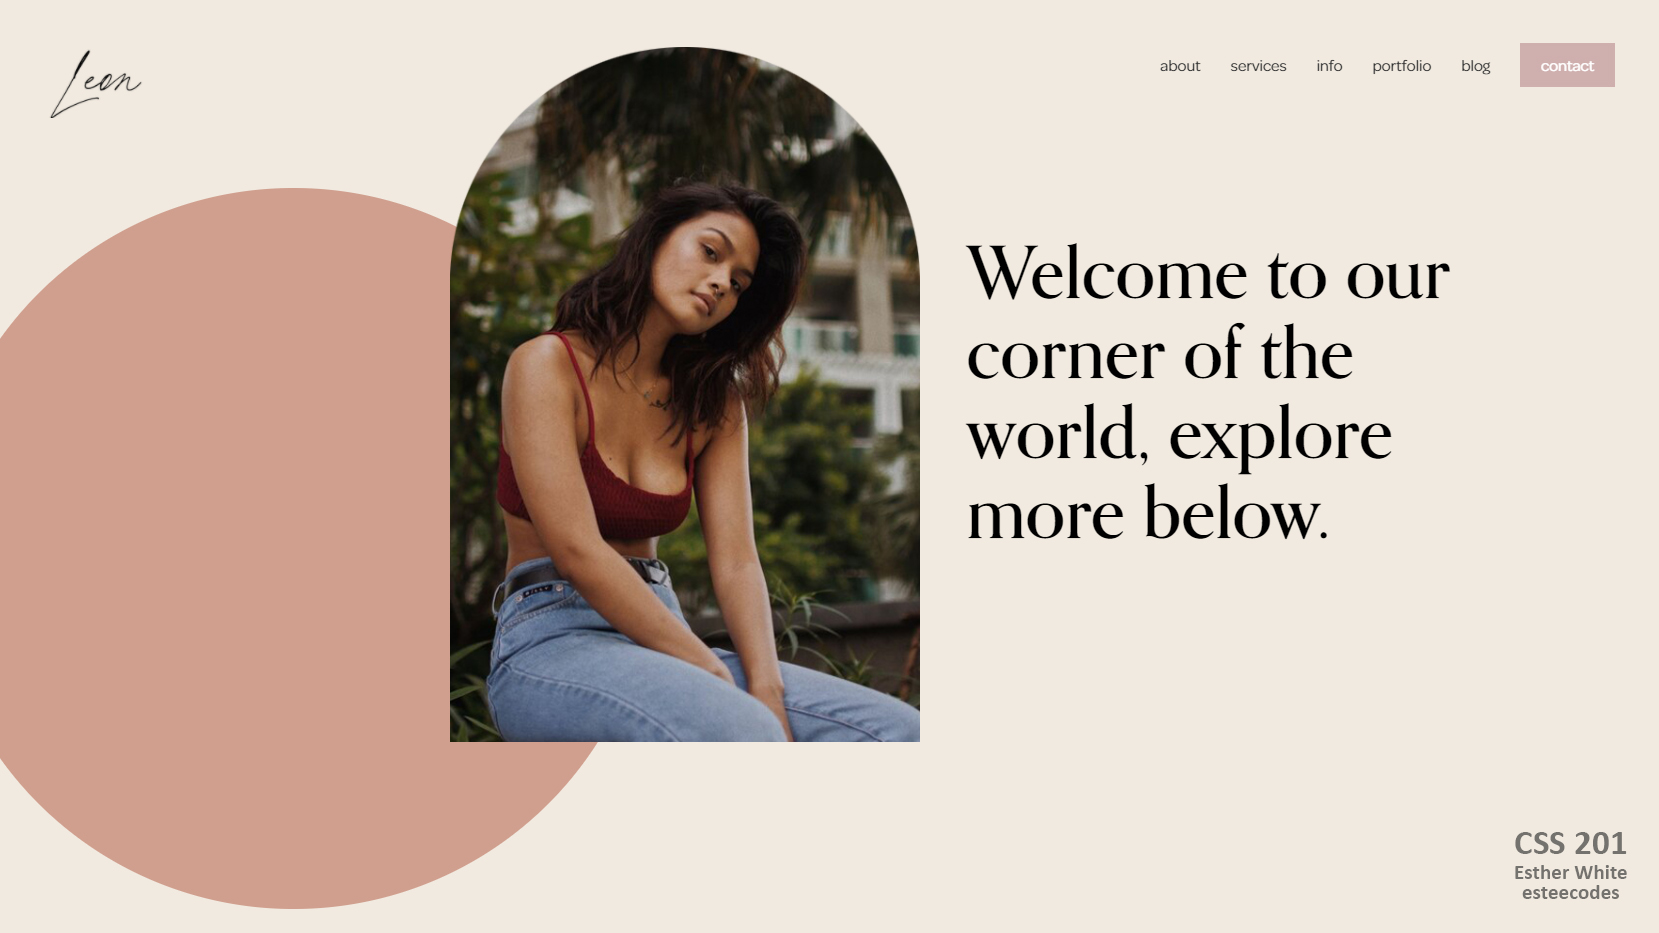 Leon
about services info portfolio blog contact
Welcome to our
corner of the
world, explore
more below.
CSS 201
Esther White
esteecodes